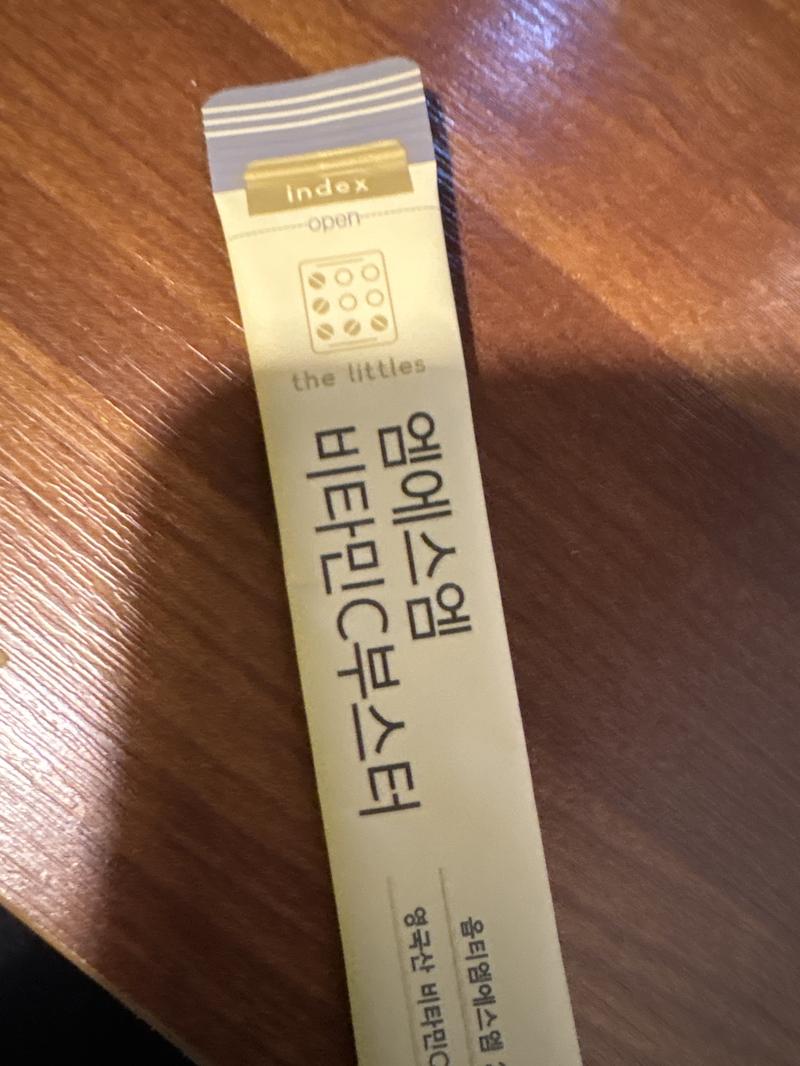 index
open
the littles
엠에스엠
비타민C부스터
옵티엠에스엠
영국산 비타민C